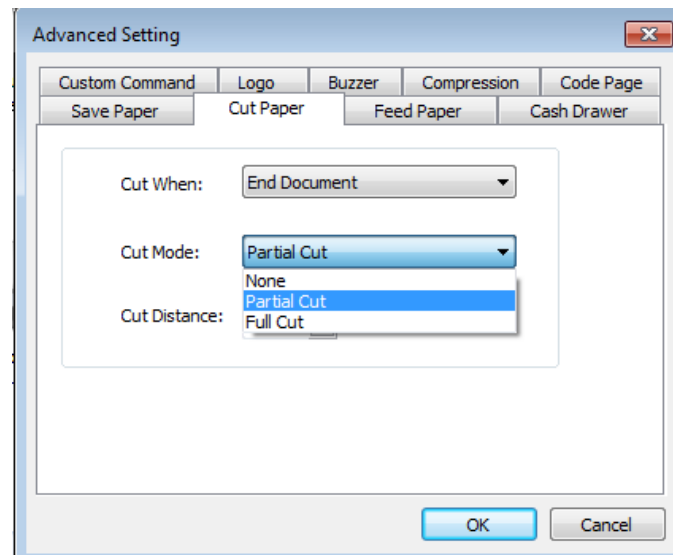 Advanced Setting
Custom Command Logo Buzzer Compression Code Page
Save Paper Cut Paper Feed Paper Cash Drawer
Cut When: End Document
Cut Mode: Partial Cut
None
Partial Cut
Cut Distance:
Full Cut
OK Cancel